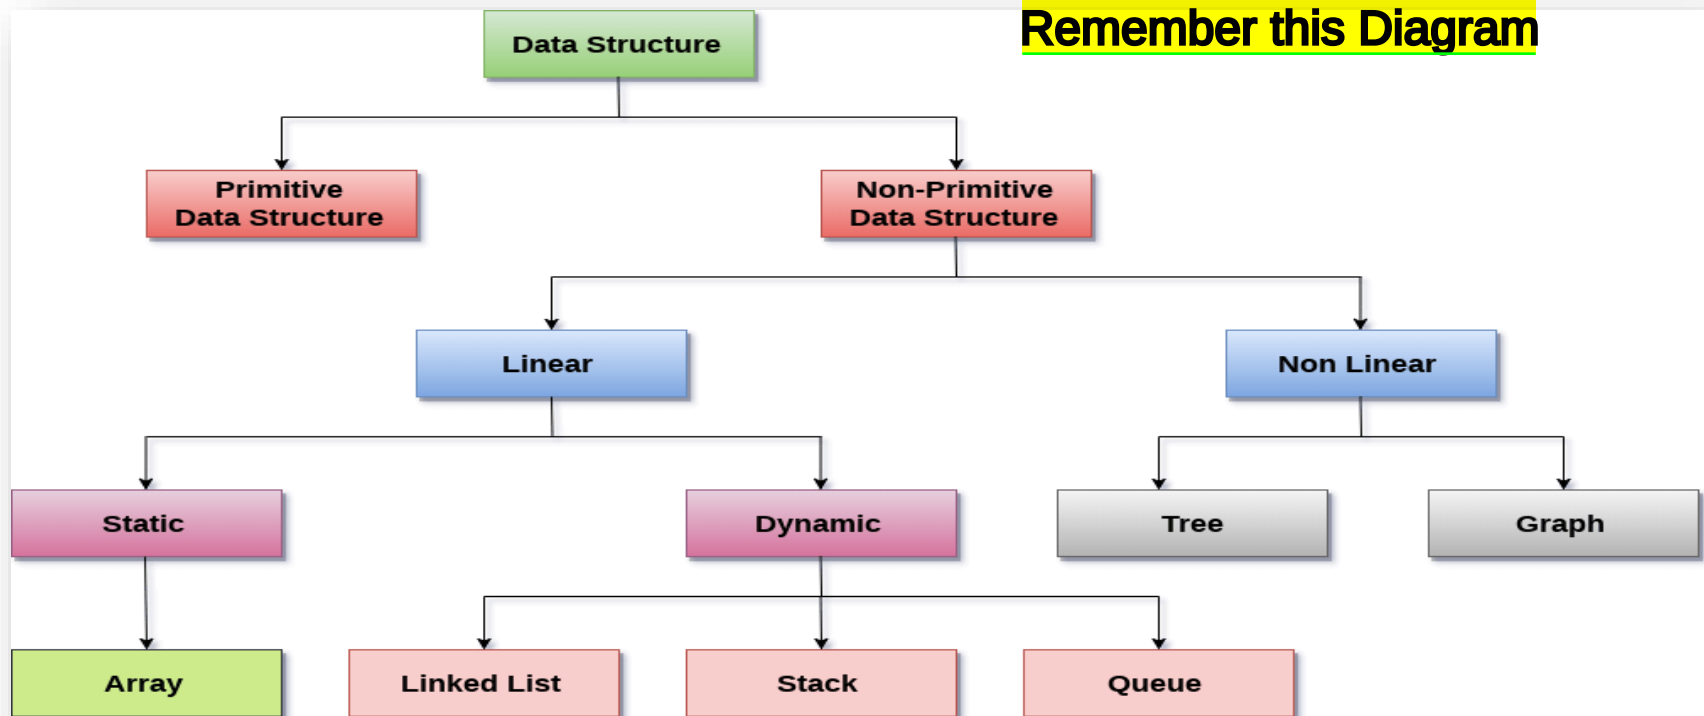 Remember this Diagram
Data Structure
Primitive
Data Structure
Non-Primitive
Data Structure
Linear
Non Linear
Static
Dynamic
Tree
Graph
Array
Linked List
Stack
Queue